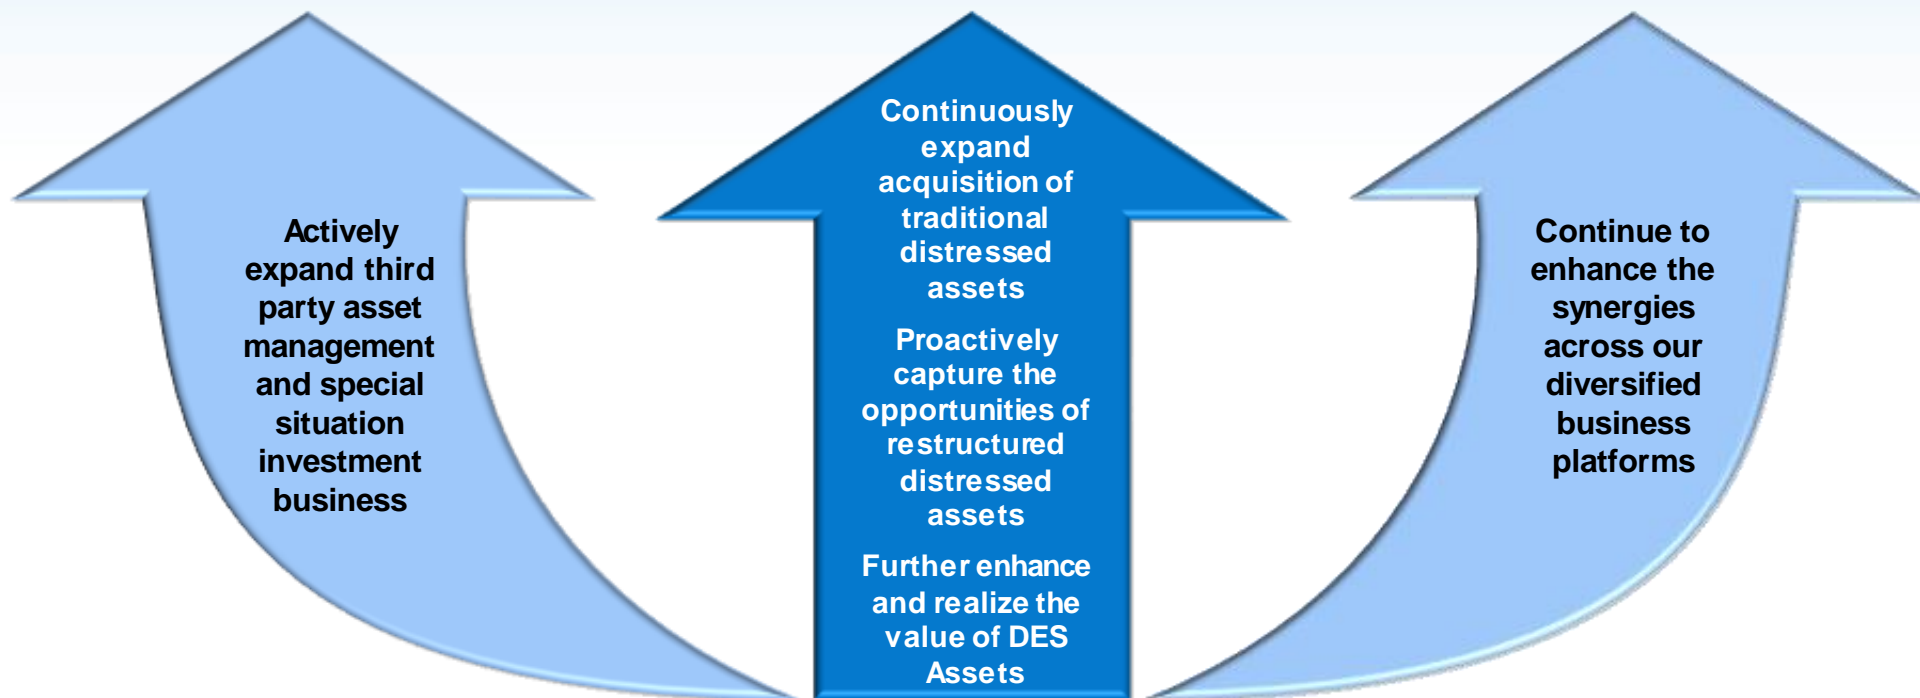 Actively
expand third
party asset
management
and special
situation
investment
business
Continuously
expand
acquisition of
traditional
distressed
assets
Proactively
capture the
opportunities of
restructured
distressed
assets
Further enhance
and realize the
value of DES
Assets
Continue to
enhance the
synergies
across our
diversified
business
platforms